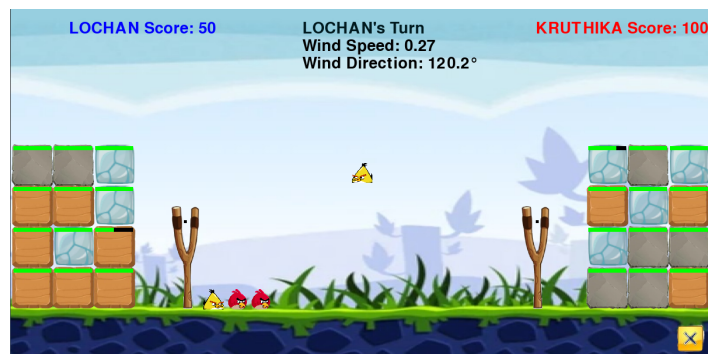 LOCHAN Score: 50
LOCHAN's Turn
KRUTHIKA Score: 100
Wind Speed: 0.27
Wind Direction: 120.2°